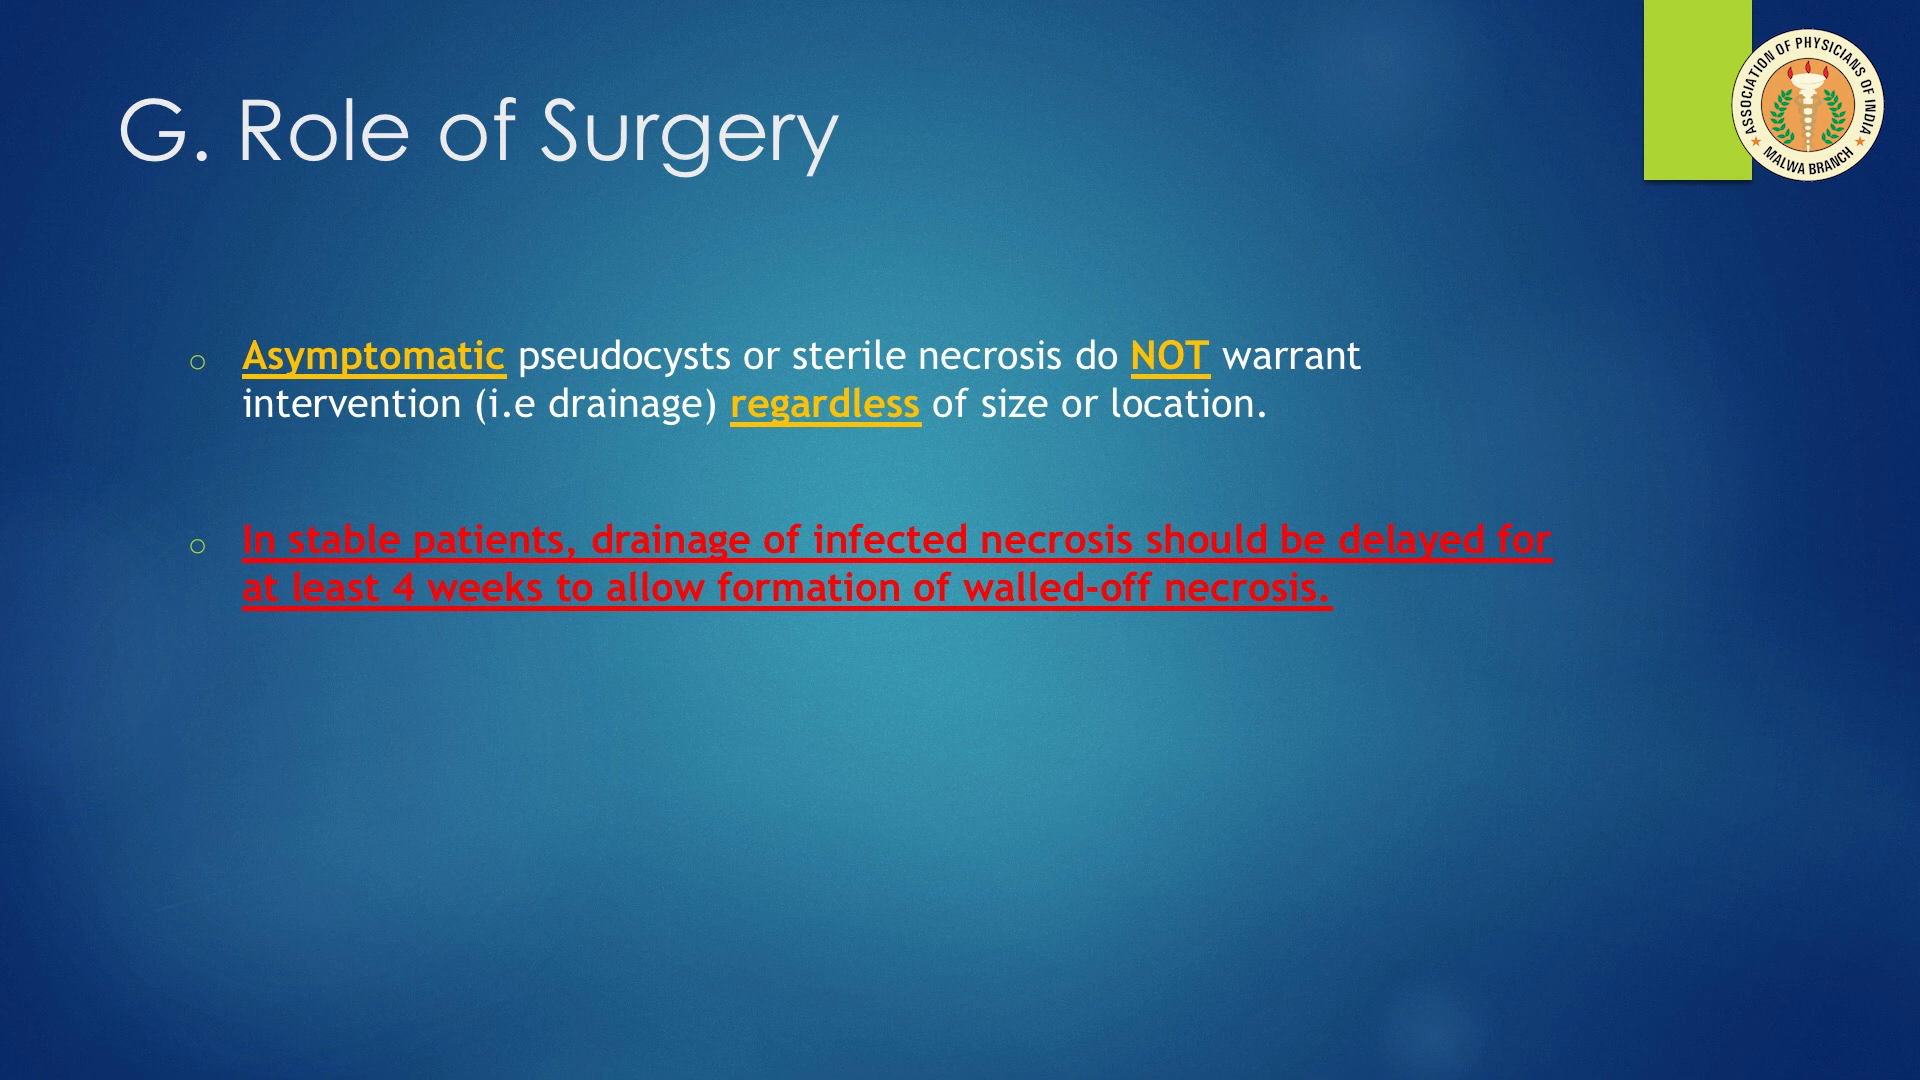 G. Role of Surgery
ASSOCIATION OF PHYSICIANS OF INDIA
MALWA BRANCH
Asymptomatic pseudocysts or sterile necrosis do NOT warrant
intervention (i.e drainage) regardless of size or location.
In stable patients, drainage of infected necrosis should be delayed for
at least 4 weeks to allow formation of walled-off necrosis.